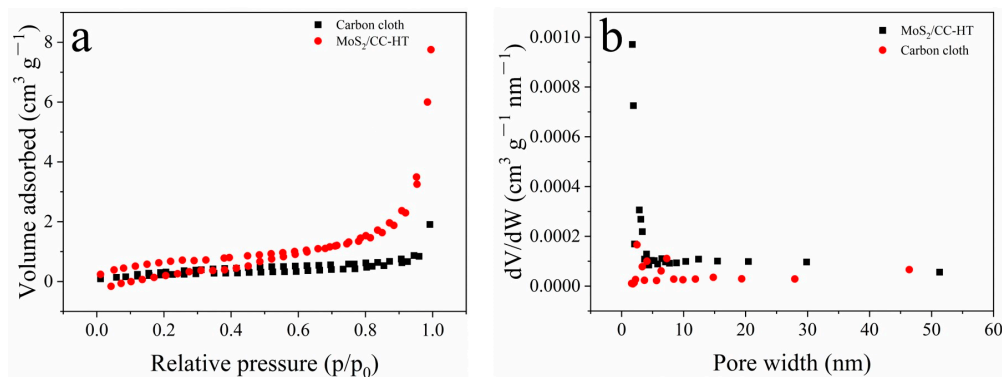 a
Carbon cloth
MoS₂/CC-HT
Volume adsorbed (cm³ g⁻¹)
8
6
4
2
0
0.0 0.2 0.4 0.6 0.8 1.0
Relative pressure (p/p₀)
b
MoS₂/CC-HT
Carbon cloth
dV/dW (cm³ g⁻¹ nm⁻¹)
0.0010
0.0008
0.0006
0.0004
0.0002
0.0000
0 10 20 30 40 50 60
Pore width (nm)